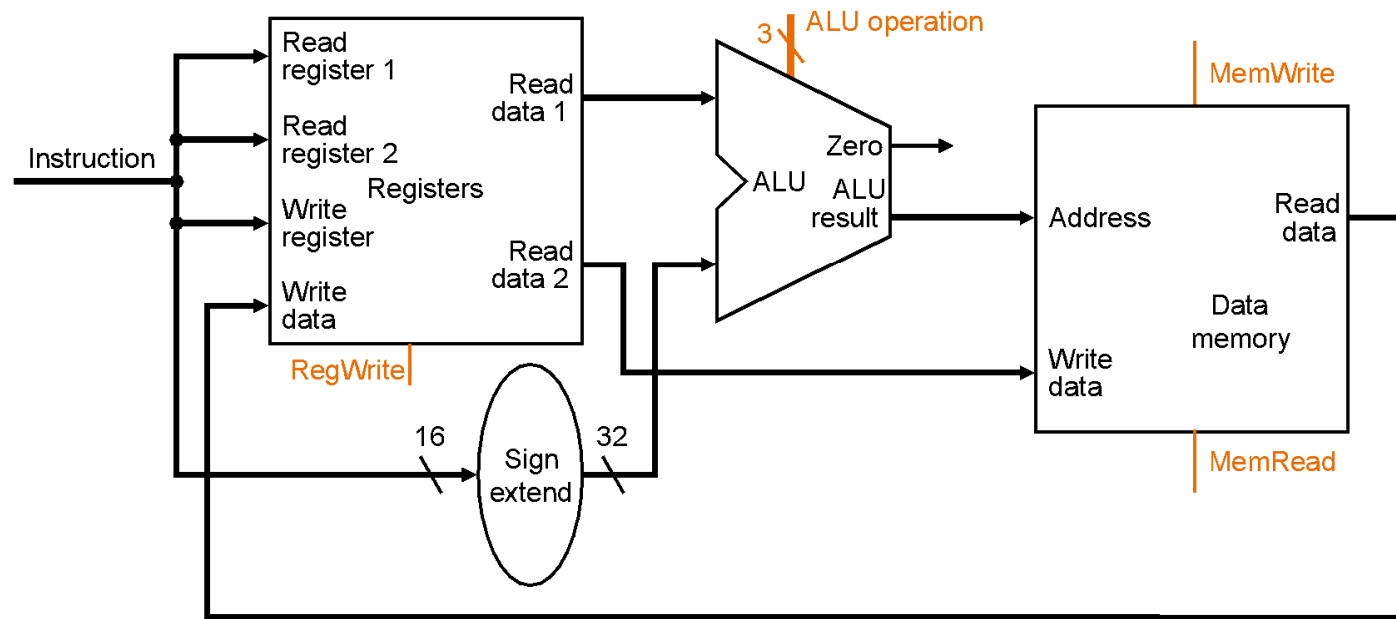 Instruction
Read
register 1
Read
register 2
Write
register
Write
data
Registers
Read
data 1
Read
data 2
RegWrite
16
Sign
extend
32
3
ALU operation
ALU
Zero
ALU
result
MemWrite
Address
Read
data
Data
memory
Write
data
MemRead